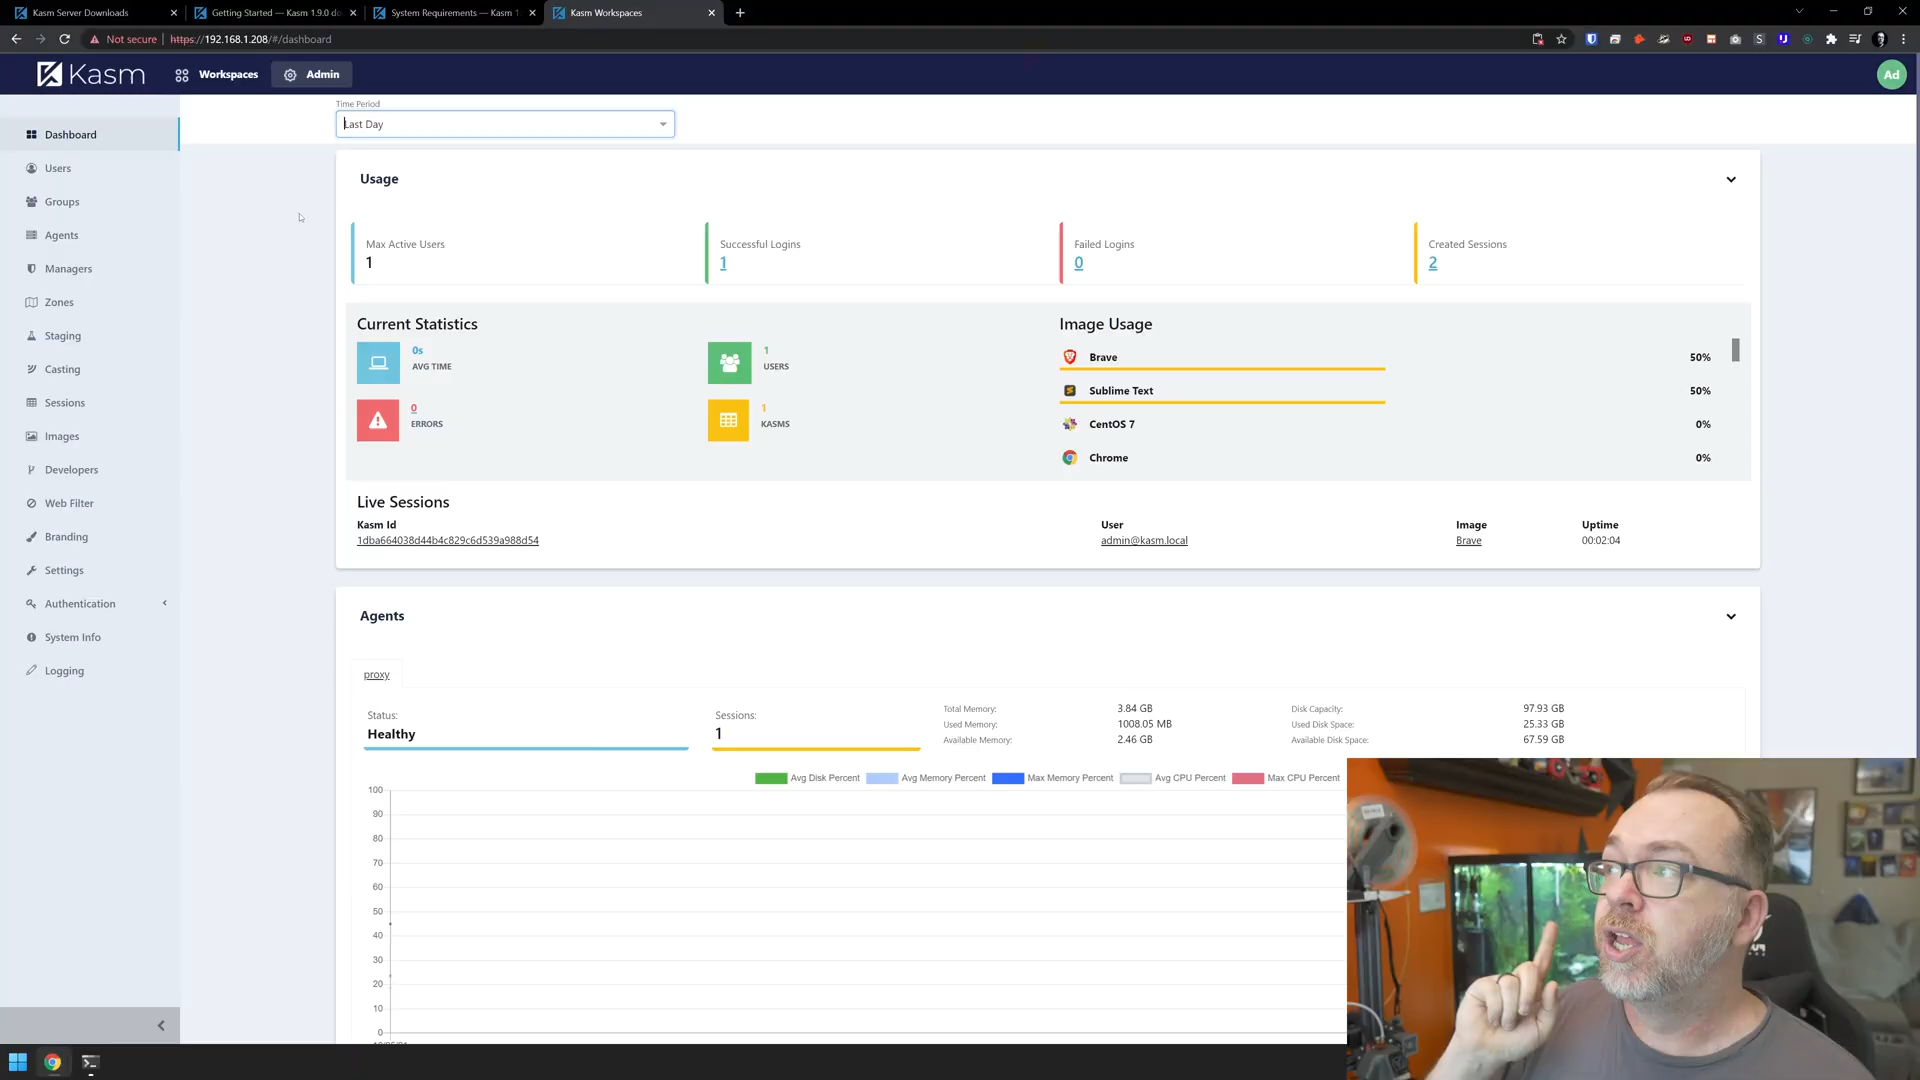 Kasm Server Downloads
Getting Started — Kasm 1.9.0 do
System Requirements — Kasm 1.
Kasm Workspaces
Not secure
https://192.168.1.208/#/dashboard
Kasm
Workspaces
Admin
Ad
Dashboard
Users
Groups
Agents
Managers
Zones
Staging
Casting
Sessions
Images
Developers
Web Filter
Branding
Settings
Authentication
System Info
Logging
Time Period
Last Day
Usage
Max Active Users
1
Successful Logins
1
Failed Logins
0
Created Sessions
2
Current Statistics
0s
AVG TIME
1
USERS
0
ERRORS
1
KASMS
Image Usage
Brave 50%
Sublime Text 50%
CentOS 7 0%
Chrome 0%
Live Sessions
Kasm Id User Image Uptime
1dba664038d44b4c829c6d539a988d54 admin@kasm.local Brave 00:02:04
Agents
proxy
Status:
Healthy
Sessions:
1
Total Memory: 3.84 GB
Used Memory: 1008.05 MB
Available Memory: 2.46 GB
Disk Capacity: 97.93 GB
Used Disk Space: 25.33 GB
Available Disk Space: 67.59 GB
Avg Disk Percent Avg Memory Percent Max Memory Percent Avg CPU Percent Max CPU Percent
100
90
80
70
60
50
40
30
20
10
0